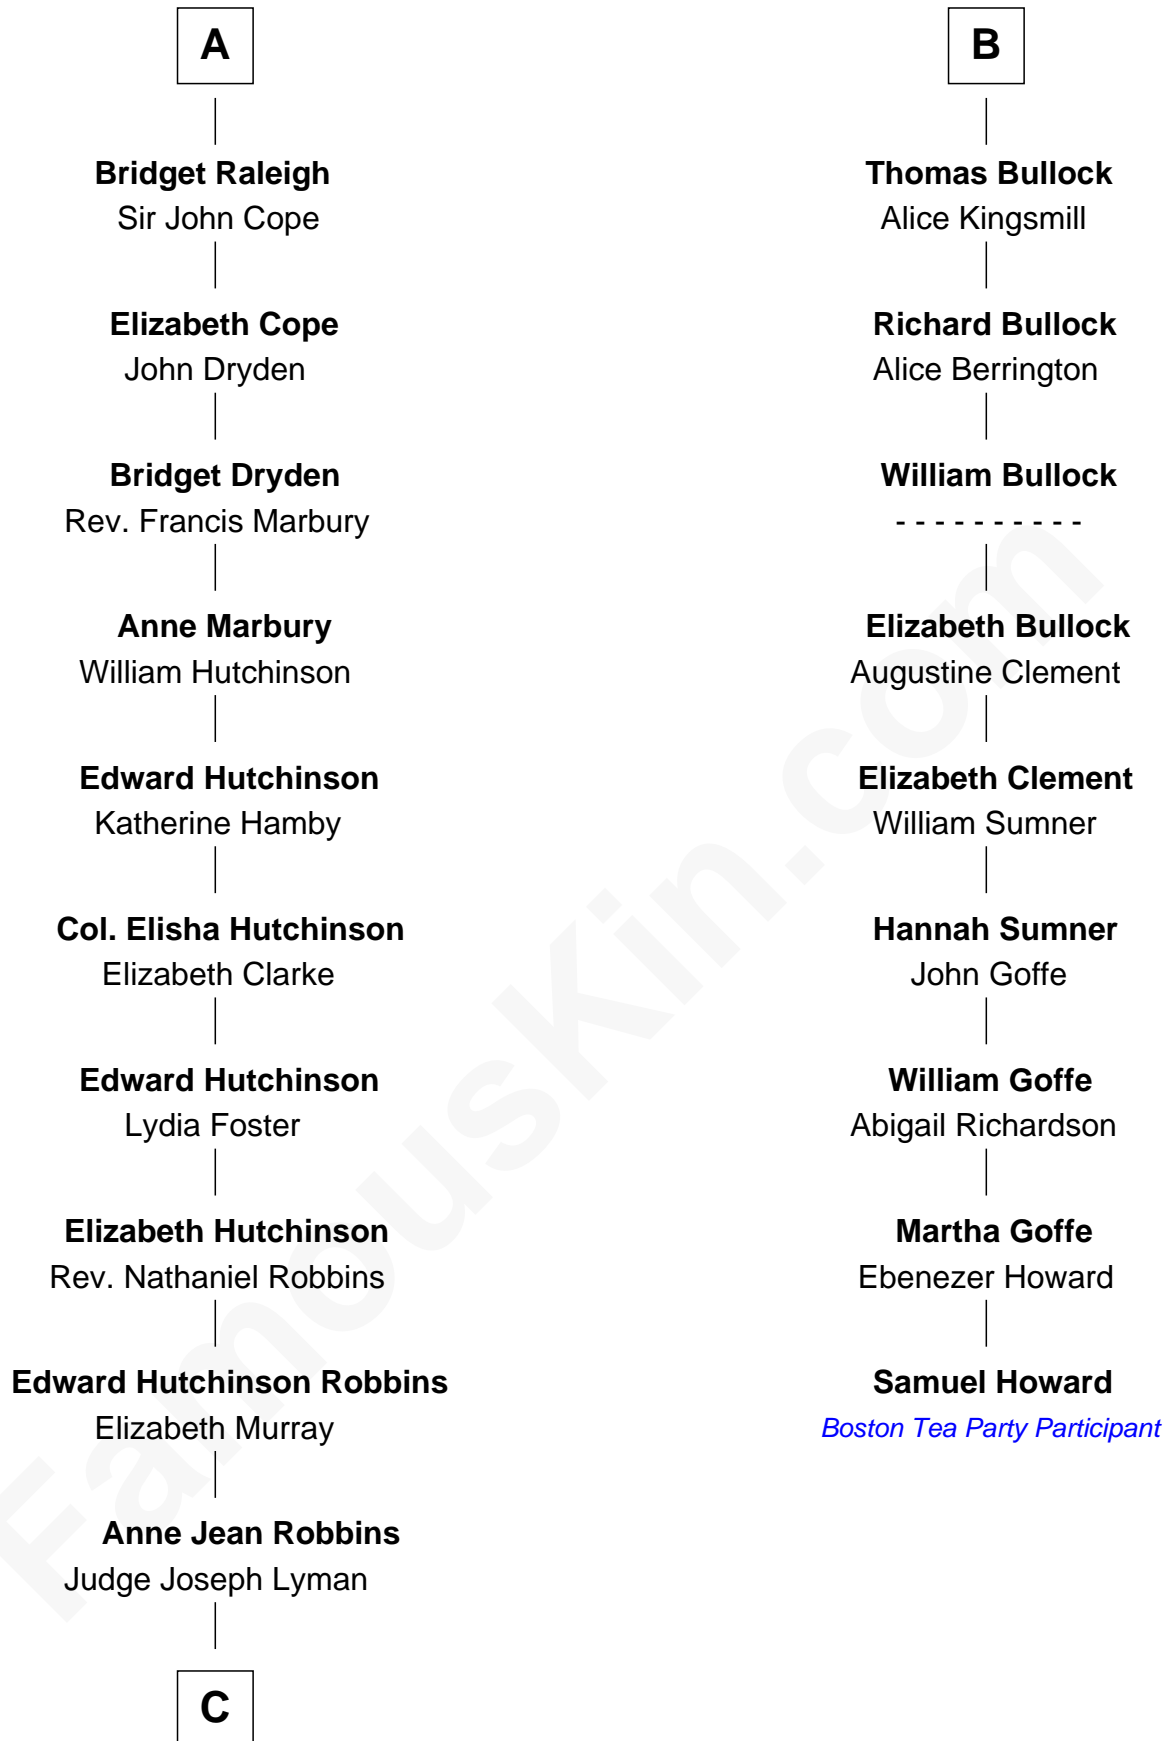 A
Bridget Raleigh
Sir John Cope
Elizabeth Cope
John Dryden
Bridget Dryden
Rev. Francis Marbury
Anne Marbury
William Hutchinson
Edward Hutchinson
Katherine Hamby
Col. Elisha Hutchinson
Elizabeth Clarke
Edward Hutchinson
Lydia Foster
Elizabeth Hutchinson
Rev. Nathaniel Robbins
Edward Hutchinson Robbins
Elizabeth Murray
Anne Jean Robbins
Judge Joseph Lyman
C
B
Thomas Bullock
Alice Kingsmill
Richard Bullock
Alice Berrington
William Bullock
- - - - - - - - - -
Elizabeth Bullock
Augustine Clement
Elizabeth Clement
William Sumner
Hannah Sumner
John Goffe
William Goffe
Abigail Richardson
Martha Goffe
Ebenezer Howard
Samuel Howard
Boston Tea Party Participant
FamousKin.com